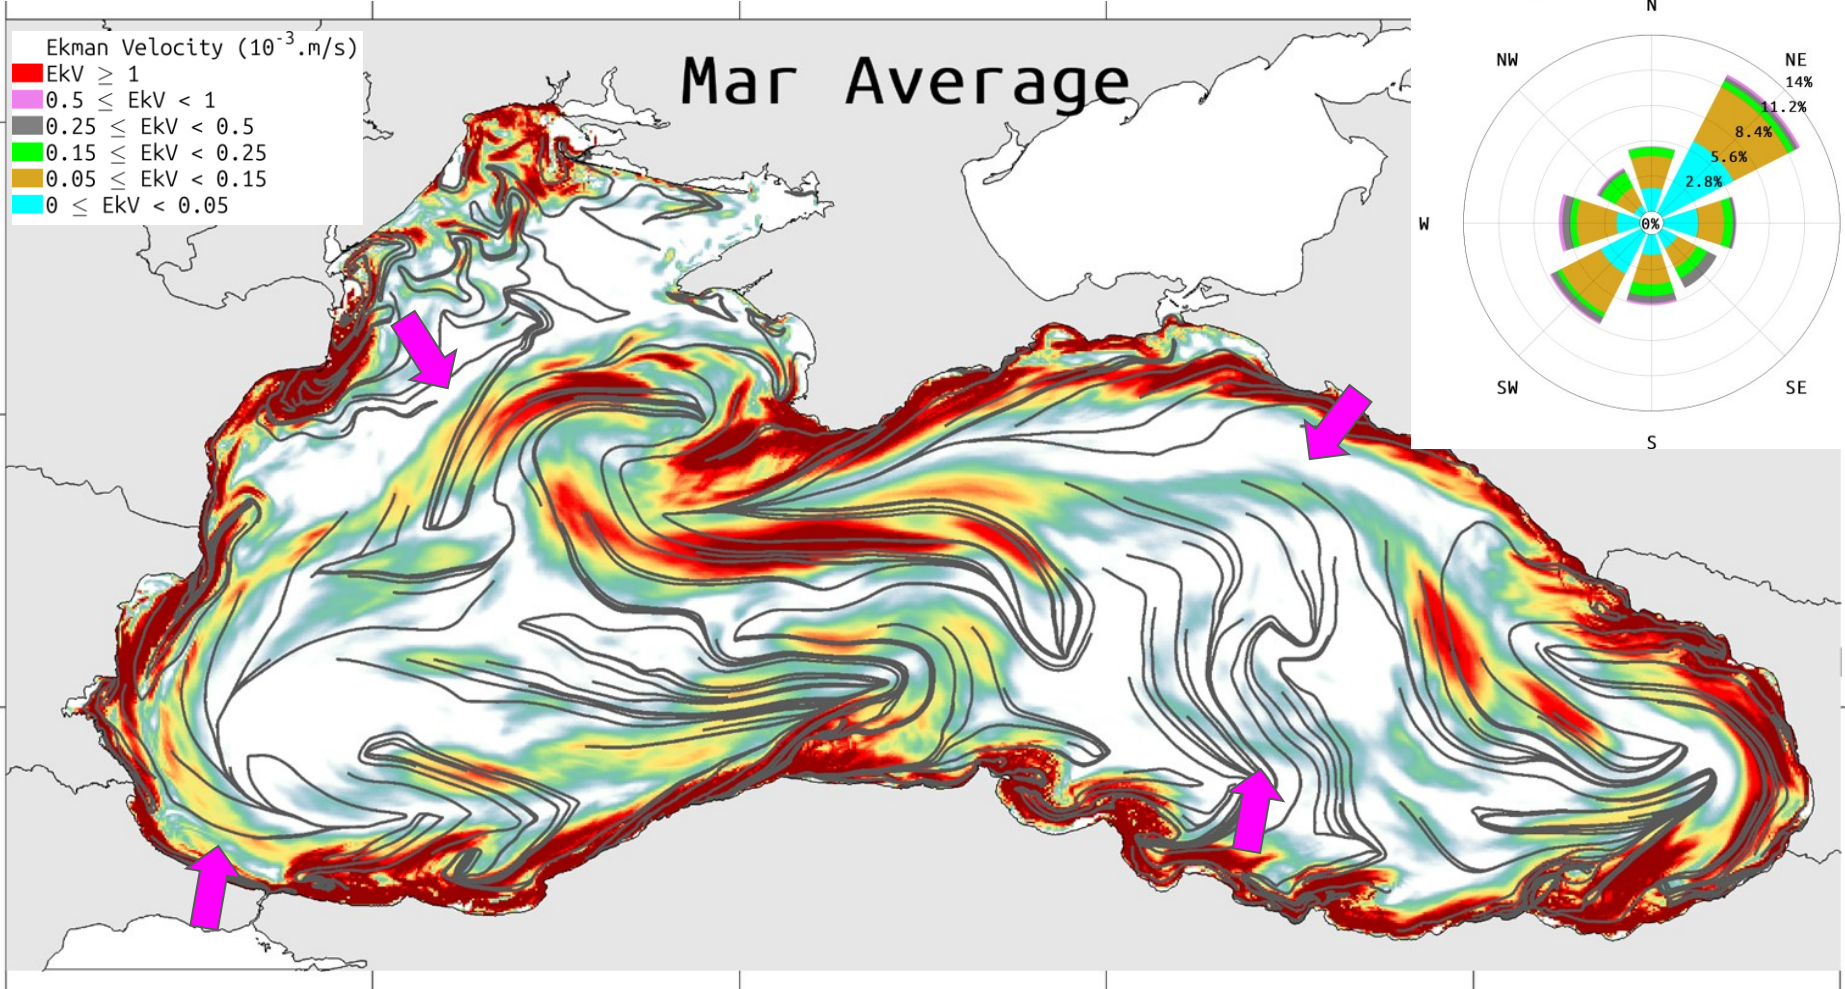 Mar Average
Ekman Velocity (10⁻³.m/s)
EkV ≥ 1
0.5 ≤ EkV < 1
0.25 ≤ EkV < 0.5
0.15 ≤ EkV < 0.25
0.05 ≤ EkV < 0.15
0 ≤ EkV < 0.05
N
NW
NE
14%
11.2%
8.4%
5.6%
2.8%
W
0%
SW
SE
S